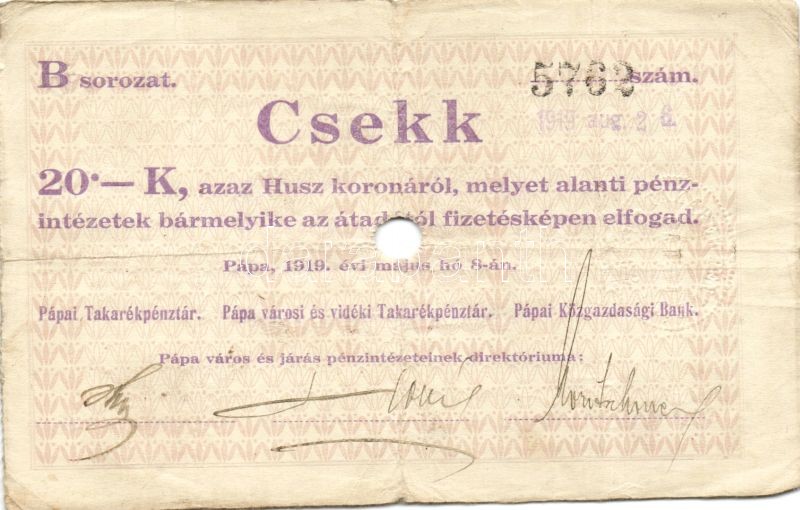 B sorozat. 5762 szám.
Csekk
1919 aug. 2 6.
20·— K, azaz Husz koronáról, melyet alanti pénz-
intézetek bármelyike az átadótól fizetésképen elfogad.
Pápa, 1919. évi május hó 8-án.
Pápai Takarékpénztár. Pápa városi és vidéki Takarékpénztár. Pápai Közgazdasági Bank.
Pápa város és járás pénzintézeteinek direktóriuma: